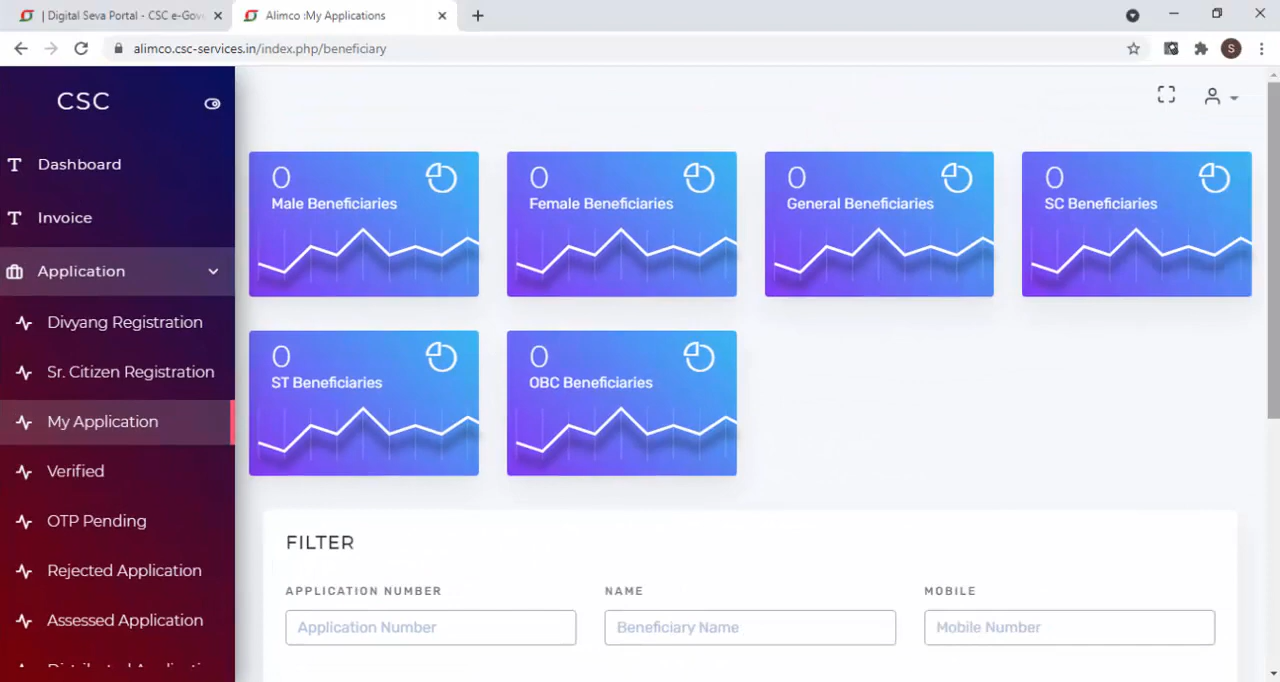 | Digital Seva Portal - CSC e-Gov
Alimco :My Applications
alimco.csc-services.in/index.php/beneficiary
S
CSC
Dashboard
Invoice
Application
Divyang Registration
Sr. Citizen Registration
My Application
Verified
OTP Pending
Rejected Application
Assessed Application
0
Male Beneficiaries
0
Female Beneficiaries
0
General Beneficiaries
0
SC Beneficiaries
0
ST Beneficiaries
0
OBC Beneficiaries
FILTER
APPLICATION NUMBER
Application Number
NAME
Beneficiary Name
MOBILE
Mobile Number